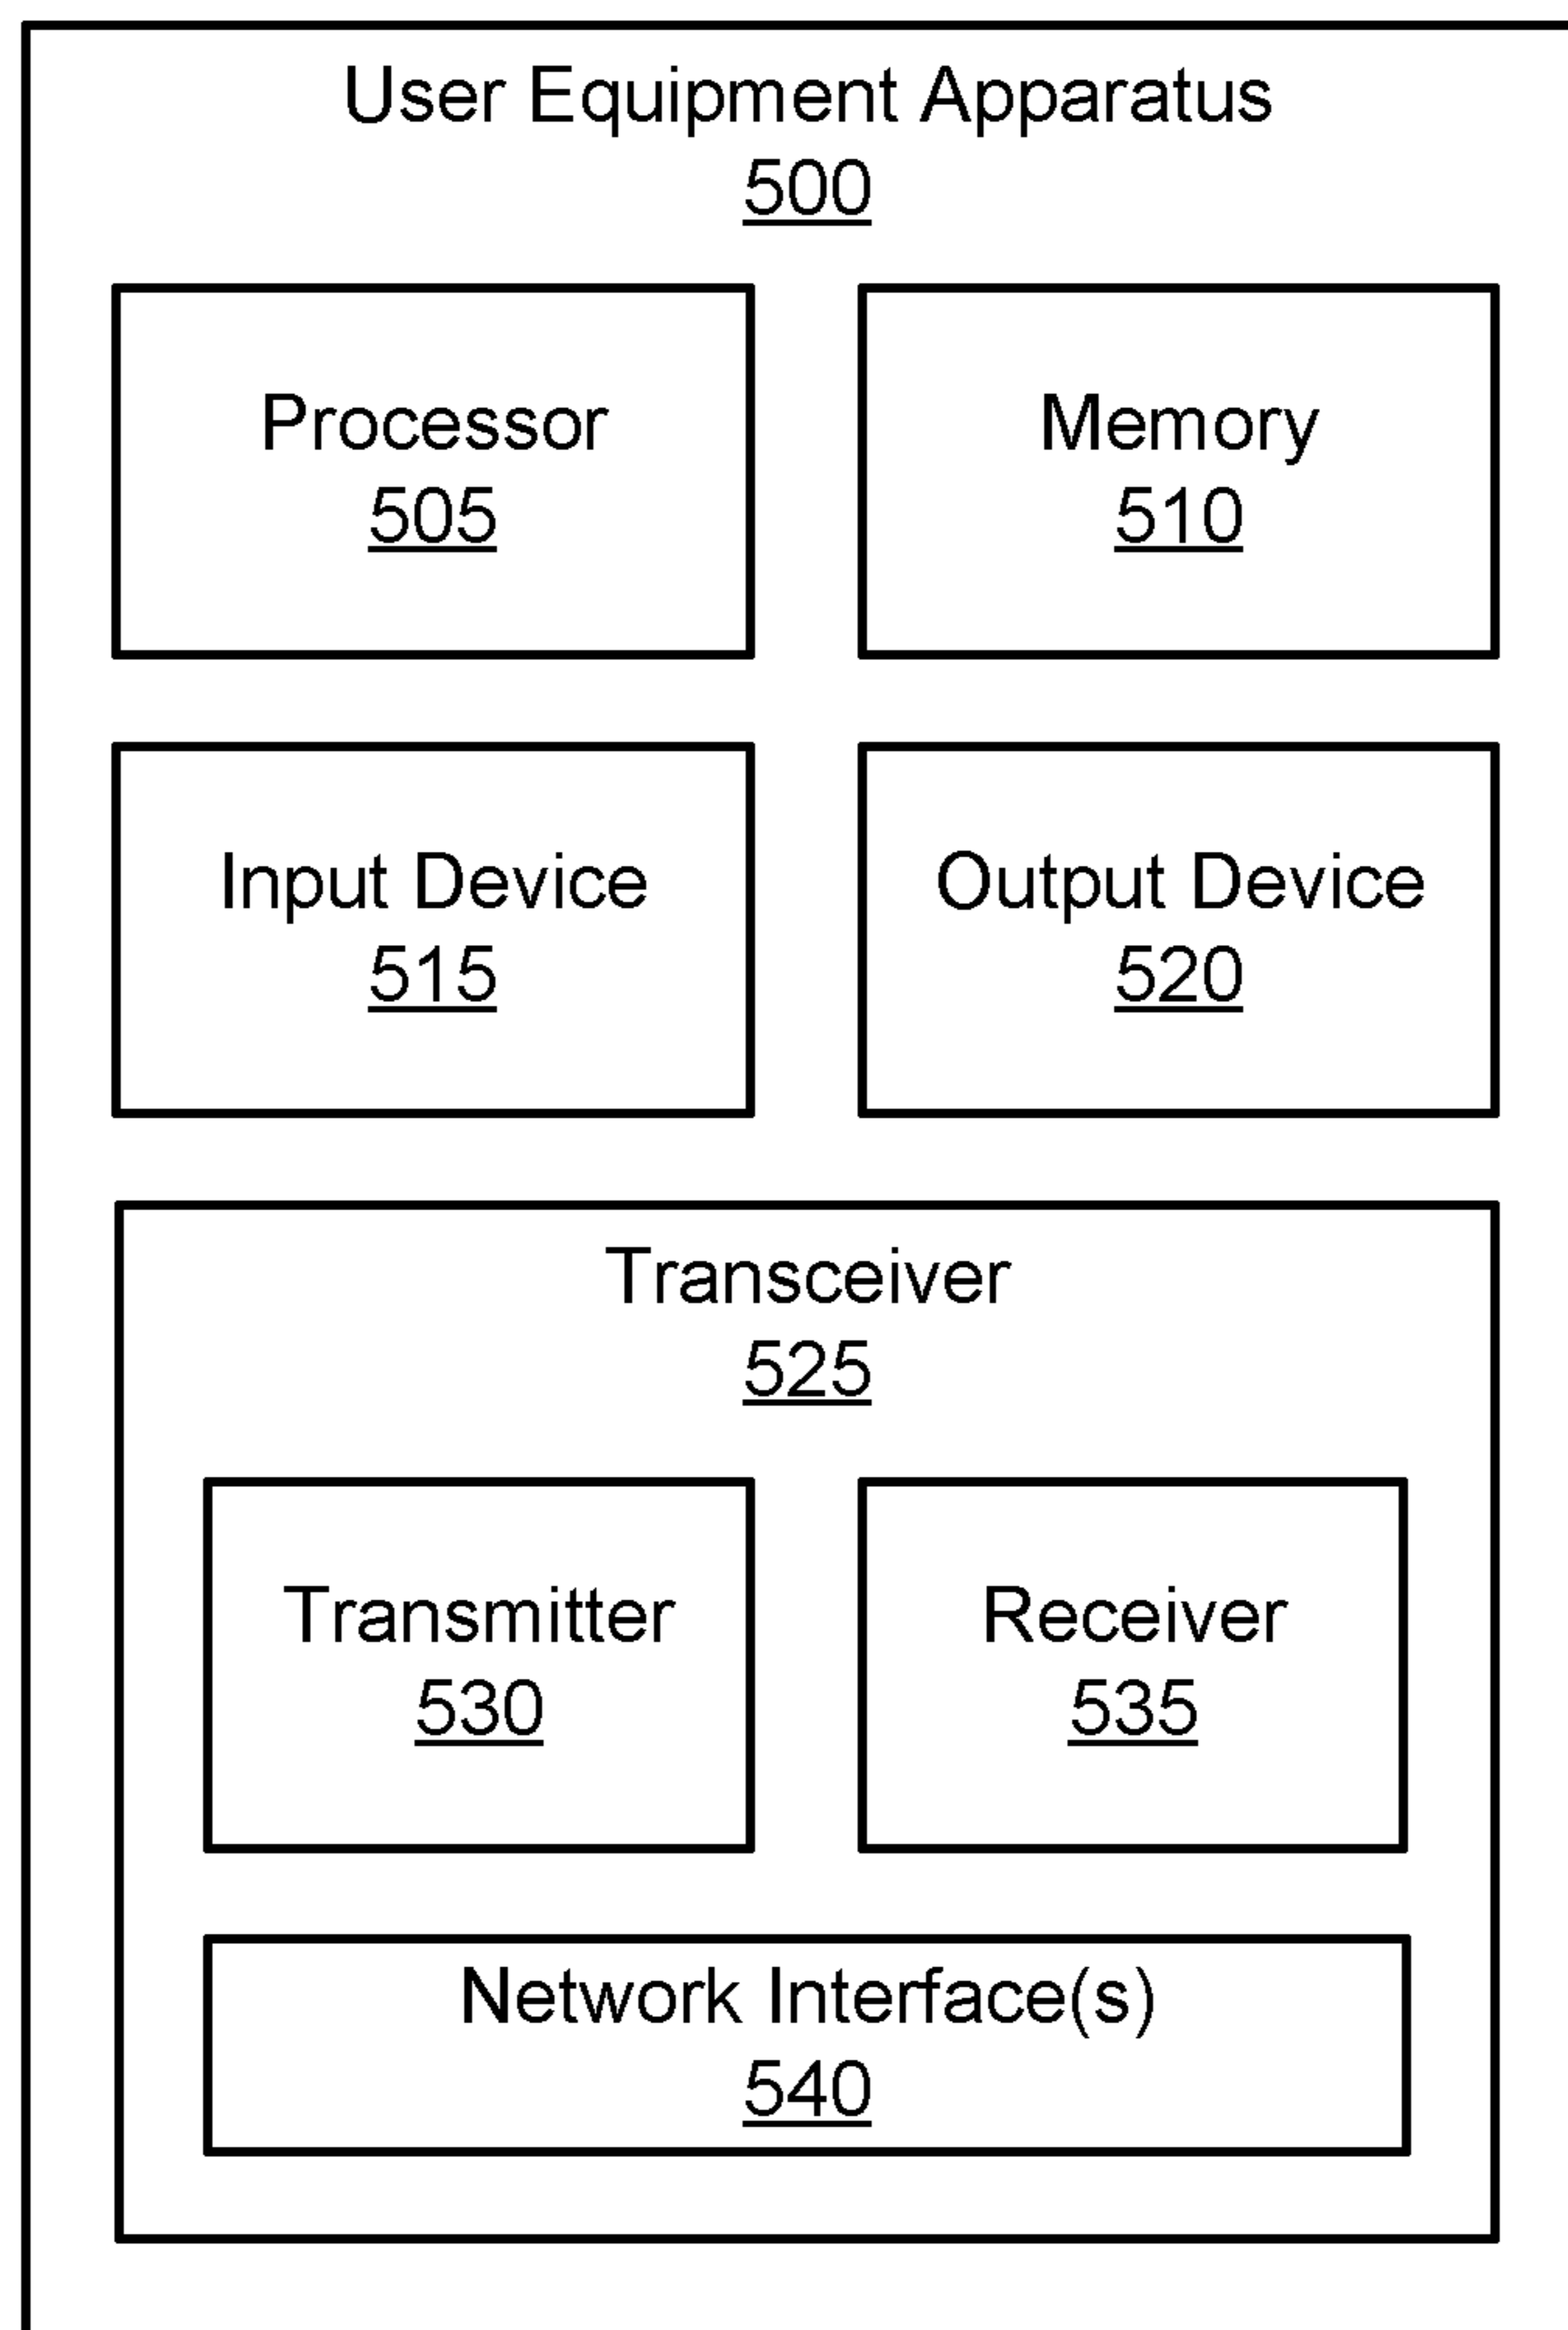 User Equipment Apparatus
500
Processor
505
Memory
510
Input Device
515
Output Device
520
Transceiver
525
Transmitter
530
Receiver
535
Network Interface(s)
540